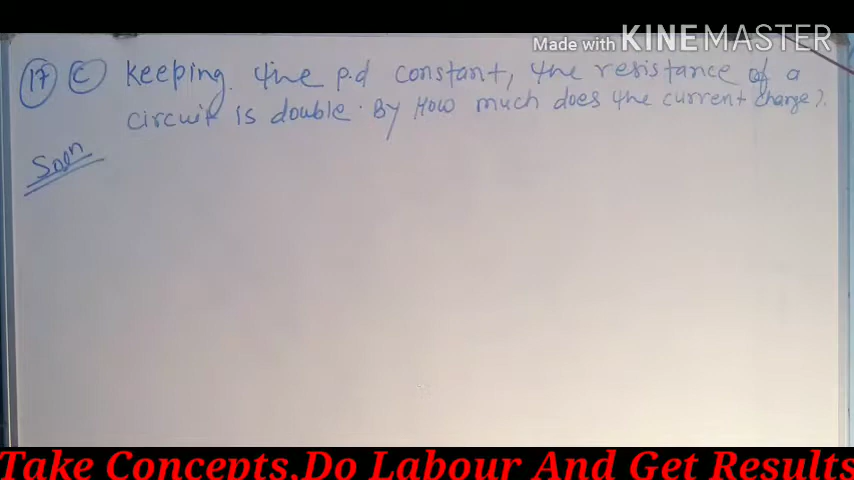 Made with KINEMASTER
17 C Keeping the p.d constant, the resistance of a
circuit is double. By How much does the current change?
Soln
Take Concepts,Do Labour And Get Results